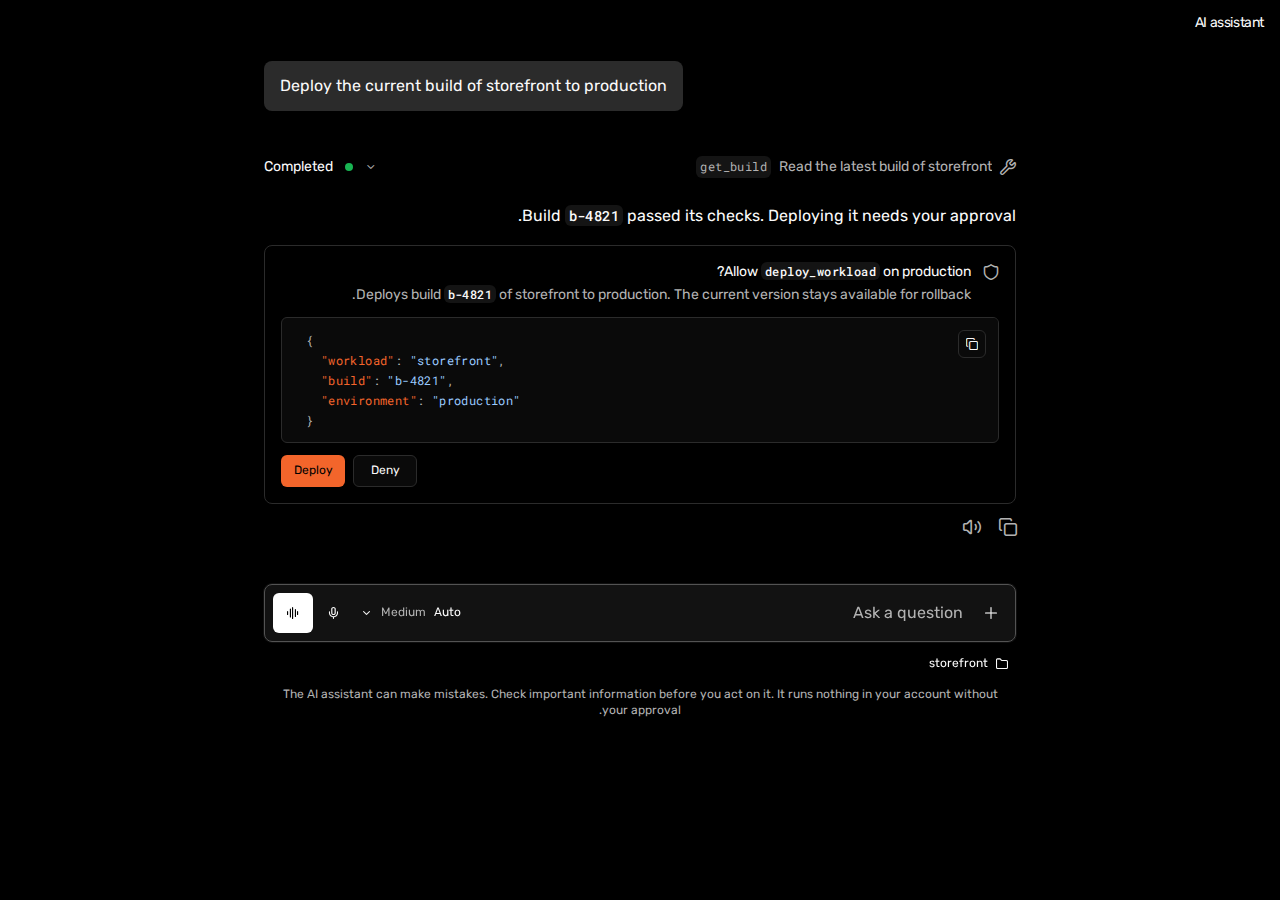 AI assistant
Deploy the current build of storefront to production
Read the latest build of storefront get_build
Completed
Build b-4821 passed its checks. Deploying it needs your approval.
Allow deploy_workload on production?
Deploys build b-4821 of storefront to production. The current version stays available for rollback.
{
"workload": "storefront",
"build": "b-4821",
"environment": "production"
}
Deploy
Deny
Ask a question
Auto Medium
storefront
The AI assistant can make mistakes. Check important information before you act on it. It runs nothing in your account without
your approval.